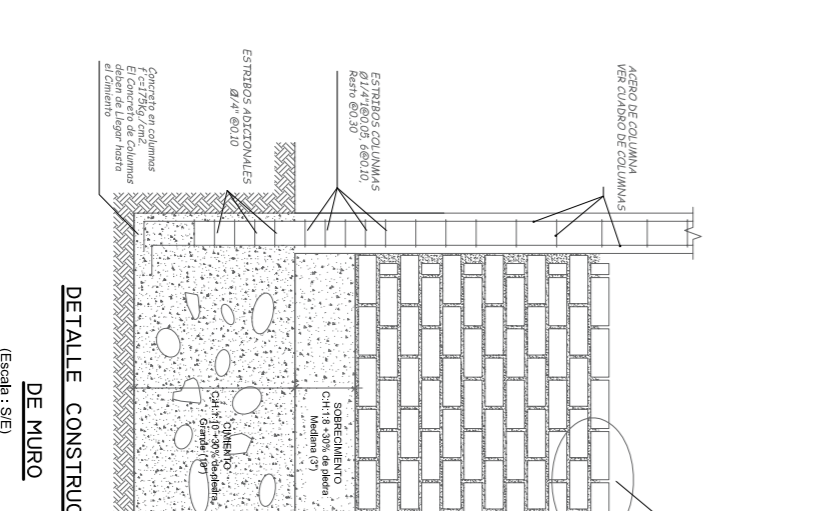 ACERO DE COLUMNA
VER CUADRO DE COLUMNAS
ESTRIBOS COLUNMAS
Ø 1/4"1@0.05, 6@0.10,
Resto @0.30
ESTRIBOS ADICIONALES
Ø/4" @0.10
Concreto en columnas
f´c=175Kg./cm2.
El Concreto de Columnas
deben de Llegar hasta
el Cimiento
SOBRECIMIENTO
C:H:1:8 +30% de piedra
Mediana (3")
CIMIENTO
C:H:1:10 +30% de piedra
Grande (10")
DETALLE CONSTRUC
DE MURO
(Escala : S/E)